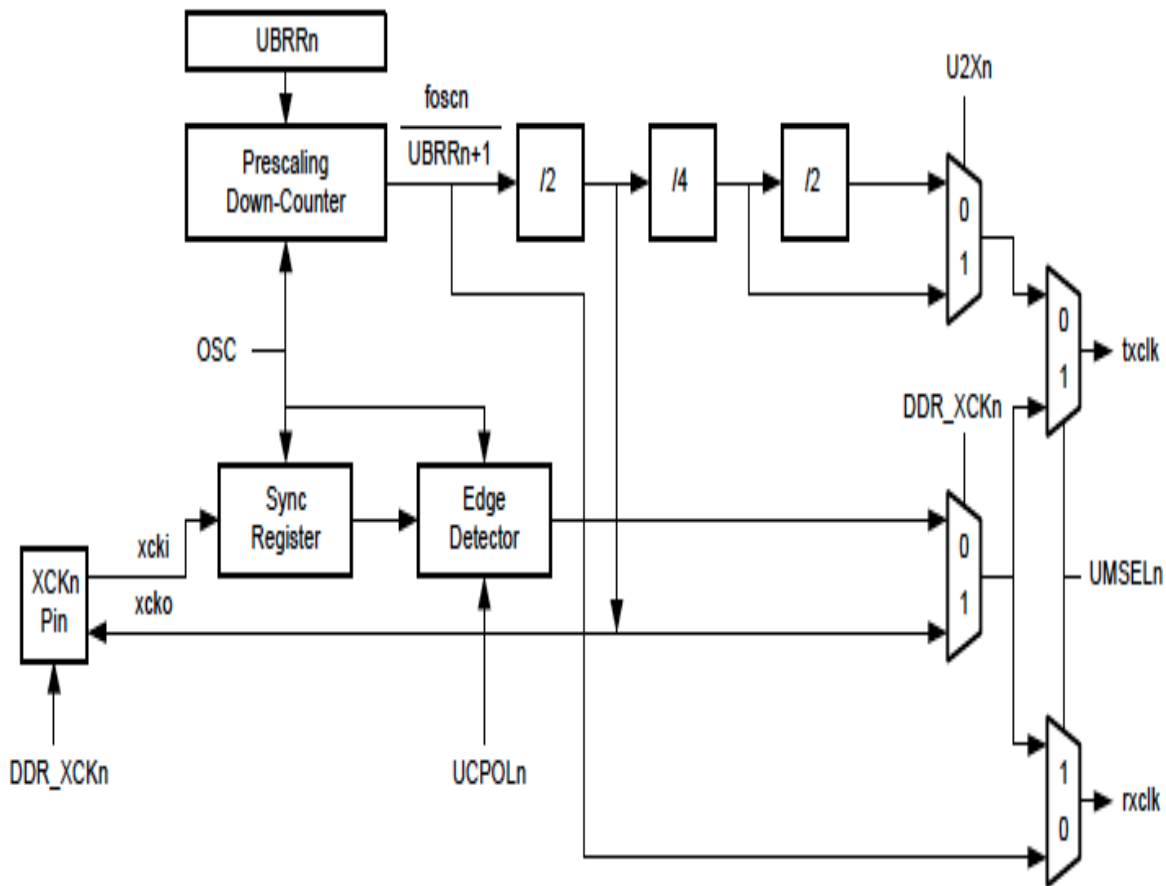 UBRRn
U2Xn
foscn
UBRRn+1
Prescaling
Down-Counter
/2
/4
/2
0
1
OSC
0
1
txclk
DDR_XCKn
Sync
Register
Edge
Detector
xcki
0
1
XCKn
Pin
xcko
UMSELn
DDR_XCKn
UCPOLn
1
0
rxclk